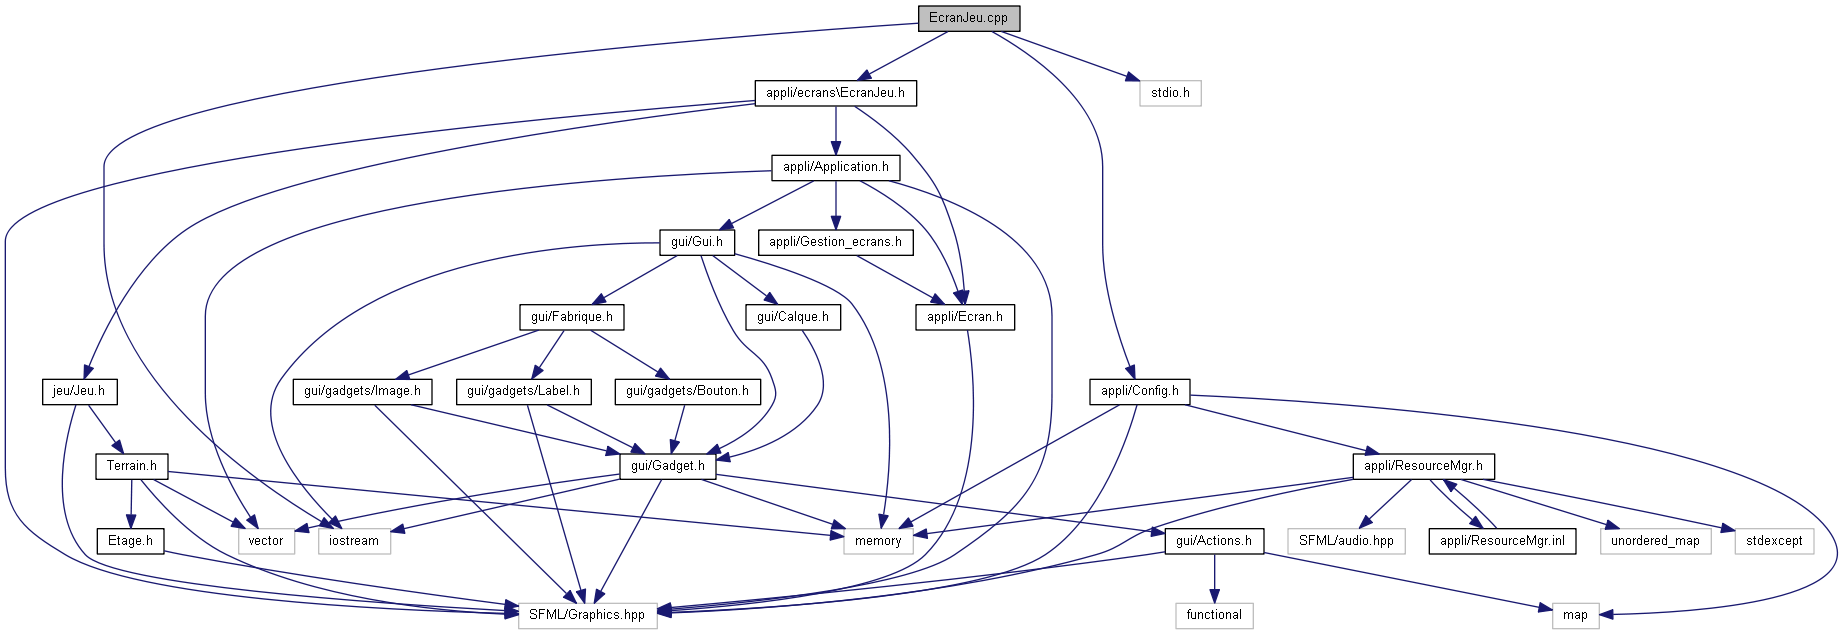 EcranJeu.cpp
appli/ecrans\EcranJeu.h
stdio.h
appli/Application.h
gui/Gui.h
appli/Gestion_ecrans.h
gui/Fabrique.h
gui/Calque.h
appli/Ecran.h
jeu/Jeu.h
gui/gadgets/Image.h
gui/gadgets/Label.h
gui/gadgets/Bouton.h
appli/Config.h
Terrain.h
gui/Gadget.h
appli/ResourceMgr.h
Etage.h
vector
iostream
memory
gui/Actions.h
SFML/audio.hpp
appli/ResourceMgr.inl
unordered_map
stdexcept
SFML/Graphics.hpp
functional
map